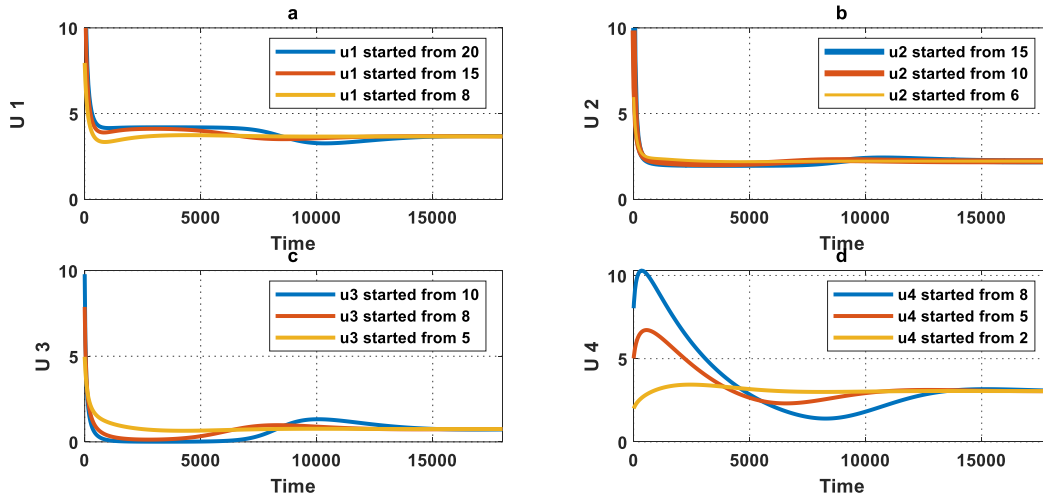 a
U 1
10
5
0
u1 started from 20
u1 started from 15
u1 started from 8
0 5000 10000 15000
Time
b
U 2
10
5
0
u2 started from 15
u2 started from 10
u2 started from 6
0 5000 10000 15000
Time
c
U 3
10
5
0
u3 started from 10
u3 started from 8
u3 started from 5
0 5000 10000 15000
Time
d
U 4
10
5
0
u4 started from 8
u4 started from 5
u4 started from 2
0 5000 10000 15000
Time